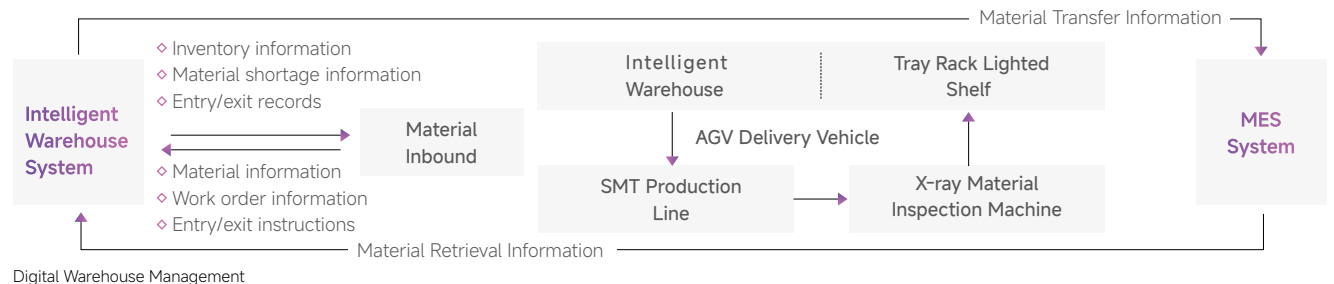 Material Transfer Information
Inventory information
Material shortage information
Entry/exit records
Intelligent
Warehouse
System
Material
Inbound
Material information
Work order information
Entry/exit instructions
Intelligent
Warehouse
Tray Rack Lighted
Shelf
AGV Delivery Vehicle
SMT Production
Line
X-ray Material
Inspection Machine
MES
System
Material Retrieval Information
Digital Warehouse Management